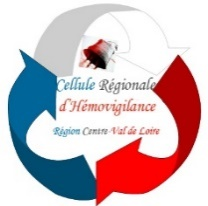 Cellule Régionale
d'Hémovigilance
Région Centre-Val de Loire